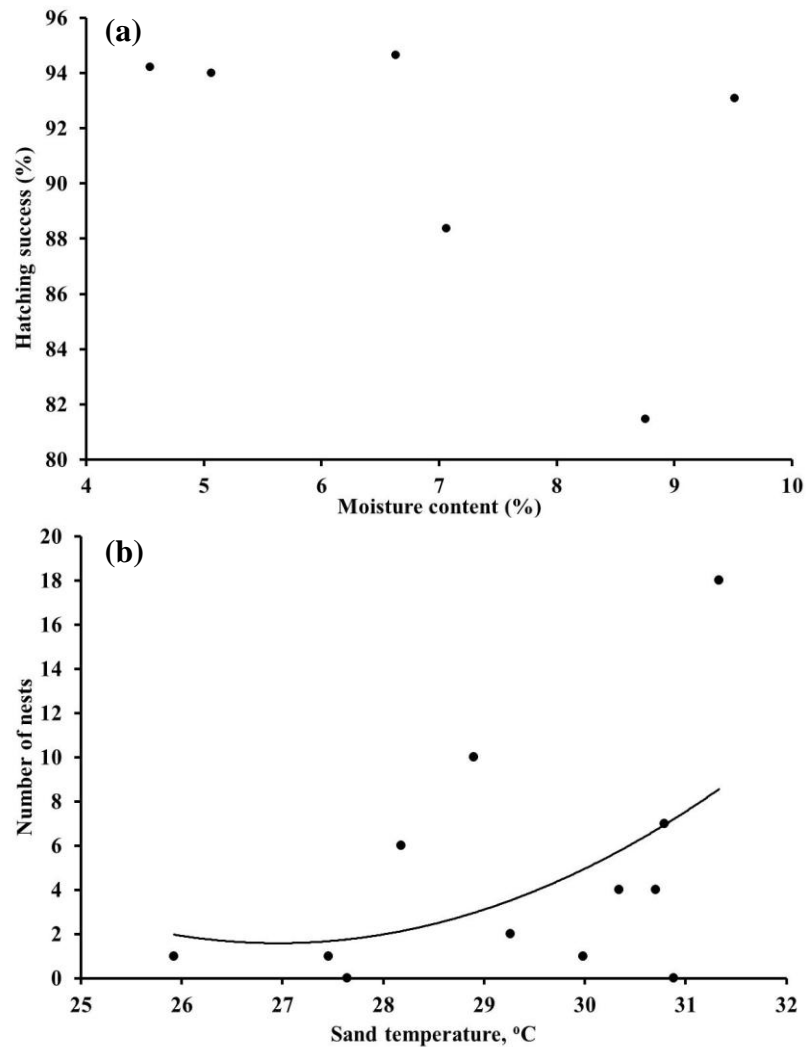 (a)
96
94
92
90
88
86
84
82
80
Hatching success (%)
4 5 6 7 8 9 10
Moisture content (%)
(b)
20
18
16
14
12
10
8
6
4
2
0
Number of nests
25 26 27 28 29 30 31 32
Sand temperature, ºC